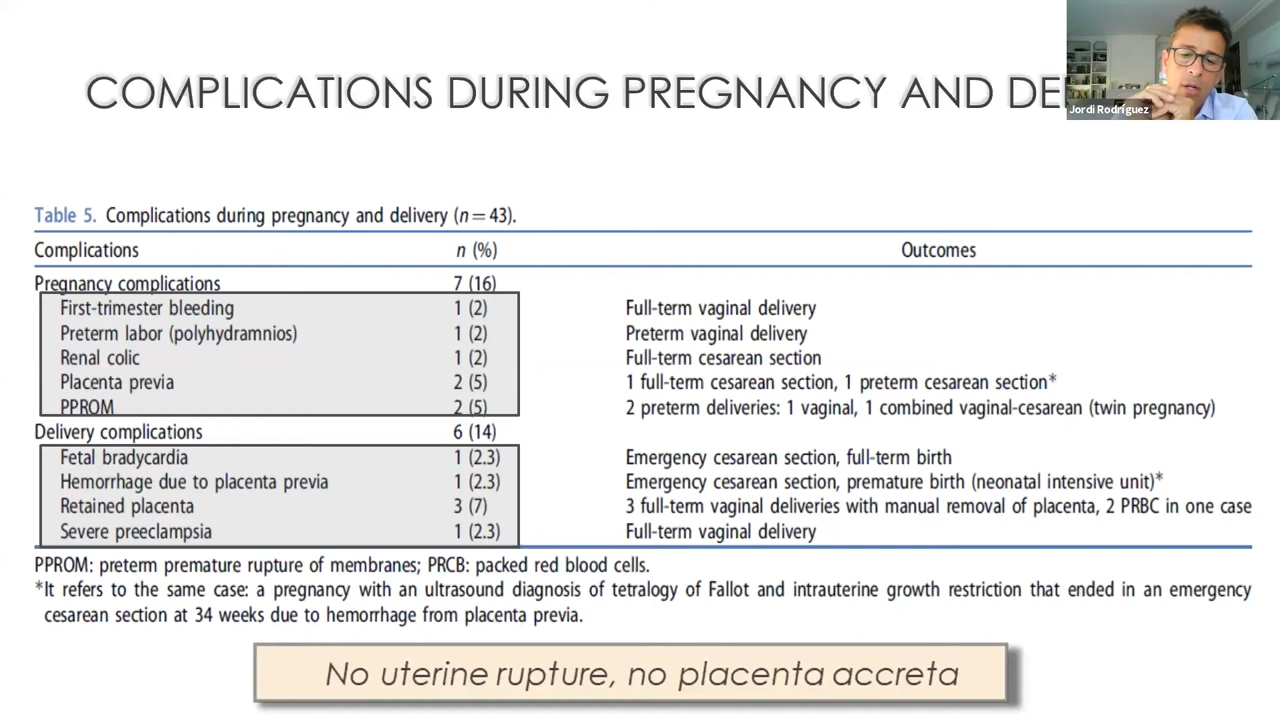 COMPLICATIONS DURING PREGNANCY AND DE
Jordi Rodríguez
Table 5. Complications during pregnancy and delivery (n=43).
Complications n (%) Outcomes
Pregnancy complications 7 (16)
First-trimester bleeding 1 (2) Full-term vaginal delivery
Preterm labor (polyhydramnios) 1 (2) Preterm vaginal delivery
Renal colic 1 (2) Full-term cesarean section
Placenta previa 2 (5) 1 full-term cesarean section, 1 preterm cesarean section*
PPROM 2 (5) 2 preterm deliveries: 1 vaginal, 1 combined vaginal-cesarean (twin pregnancy)
Delivery complications 6 (14)
Fetal bradycardia 1 (2.3) Emergency cesarean section, full-term birth
Hemorrhage due to placenta previa 1 (2.3) Emergency cesarean section, premature birth (neonatal intensive unit)*
Retained placenta 3 (7) 3 full-term vaginal deliveries with manual removal of placenta, 2 PRBC in one case
Severe preeclampsia 1 (2.3) Full-term vaginal delivery
PPROM: preterm premature rupture of membranes; PRCB: packed red blood cells.
*It refers to the same case: a pregnancy with an ultrasound diagnosis of tetralogy of Fallot and intrauterine growth restriction that ended in an emergency
cesarean section at 34 weeks due to hemorrhage from placenta previa.
No uterine rupture, no placenta accreta